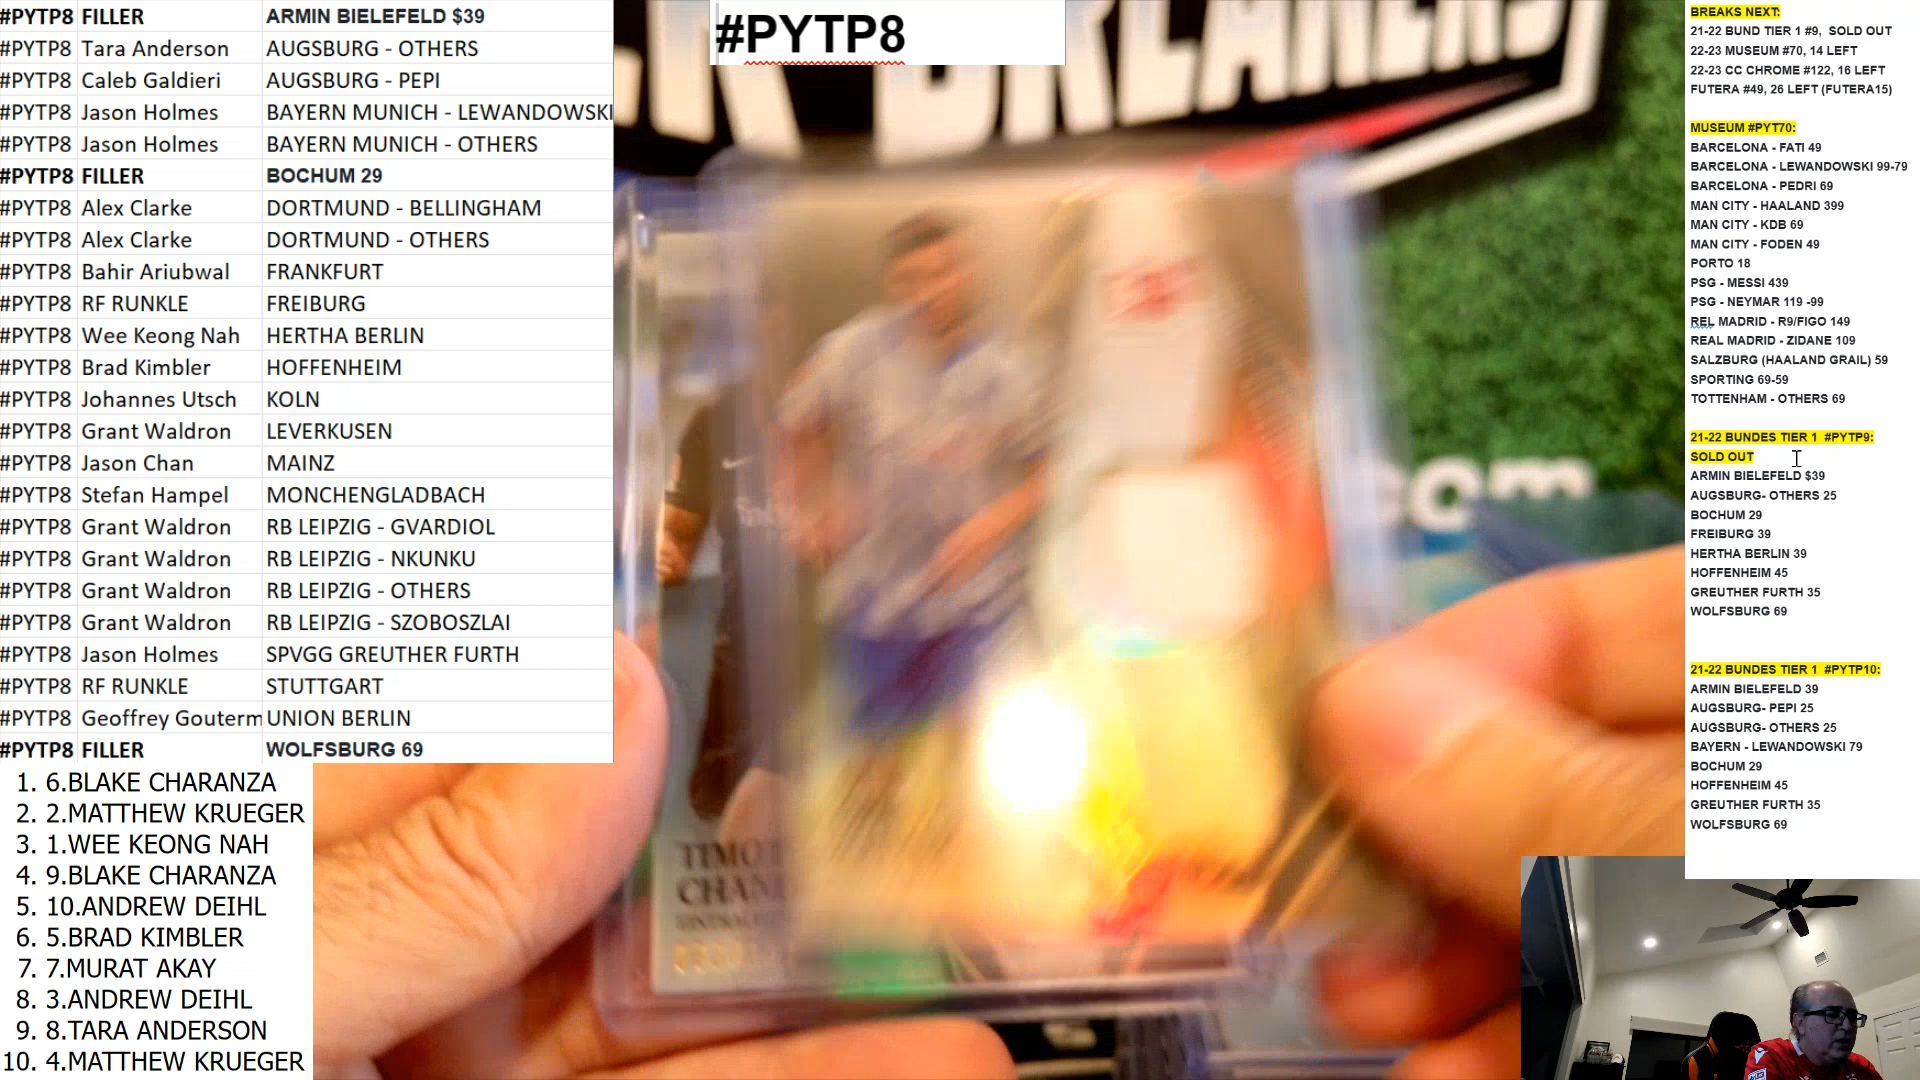 #PYTP8 FILLER ARMIN BIELEFELD $39
#PYTP8 Tara Anderson AUGSBURG - OTHERS
#PYTP8 Caleb Galdieri AUGSBURG - PEPI
#PYTP8 Jason Holmes BAYERN MUNICH - LEWANDOWSKI
#PYTP8 Jason Holmes BAYERN MUNICH - OTHERS
#PYTP8 FILLER BOCHUM 29
#PYTP8 Alex Clarke DORTMUND - BELLINGHAM
#PYTP8 Alex Clarke DORTMUND - OTHERS
#PYTP8 Bahir Ariubwal FRANKFURT
#PYTP8 RF RUNKLE FREIBURG
#PYTP8 Wee Keong Nah HERTHA BERLIN
#PYTP8 Brad Kimbler HOFFENHEIM
#PYTP8 Johannes Utsch KOLN
#PYTP8 Grant Waldron LEVERKUSEN
#PYTP8 Jason Chan MAINZ
#PYTP8 Stefan Hampel MONCHENGLADBACH
#PYTP8 Grant Waldron RB LEIPZIG - GVARDIOL
#PYTP8 Grant Waldron RB LEIPZIG - NKUNKU
#PYTP8 Grant Waldron RB LEIPZIG - OTHERS
#PYTP8 Grant Waldron RB LEIPZIG - SZOBOSZLAI
#PYTP8 Jason Holmes SPVGG GREUTHER FURTH
#PYTP8 RF RUNKLE STUTTGART
#PYTP8 Geoffrey Gouterm UNION BERLIN
#PYTP8 FILLER WOLFSBURG 69
1. 6.BLAKE CHARANZA
2. 2.MATTHEW KRUEGER
3. 1.WEE KEONG NAH
4. 9.BLAKE CHARANZA
5. 10.ANDREW DEIHL
6. 5.BRAD KIMBLER
7. 7.MURAT AKAY
8. 3.ANDREW DEIHL
9. 8.TARA ANDERSON
10. 4.MATTHEW KRUEGER
#PYTP8
BREAKERS
.com
TIMO
CHAN
BREAKS NEXT:
21-22 BUND TIER 1 #9, SOLD OUT
22-23 MUSEUM #70, 14 LEFT
22-23 CC CHROME #122, 16 LEFT
FUTERA #49, 26 LEFT (FUTERA15)
MUSEUM #PYT70:
BARCELONA - FATI 49
BARCELONA - LEWANDOWSKI 99-79
BARCELONA - PEDRI 69
MAN CITY - HAALAND 399
MAN CITY - KDB 69
MAN CITY - FODEN 49
PORTO 18
PSG - MESSI 439
PSG - NEYMAR 119 -99
REL MADRID - R9/FIGO 149
REAL MADRID - ZIDANE 109
SALZBURG (HAALAND GRAIL) 59
SPORTING 69-59
TOTTENHAM - OTHERS 69
21-22 BUNDES TIER 1 #PYTP9:
SOLD OUT
ARMIN BIELEFELD $39
AUGSBURG- OTHERS 25
BOCHUM 29
FREIBURG 39
HERTHA BERLIN 39
HOFFENHEIM 45
GREUTHER FURTH 35
WOLFSBURG 69
21-22 BUNDES TIER 1 #PYTP10:
ARMIN BIELEFELD 39
AUGSBURG- PEPI 25
AUGSBURG- OTHERS 25
BAYERN - LEWANDOWSKI 79
BOCHUM 29
HOFFENHEIM 45
GREUTHER FURTH 35
WOLFSBURG 69